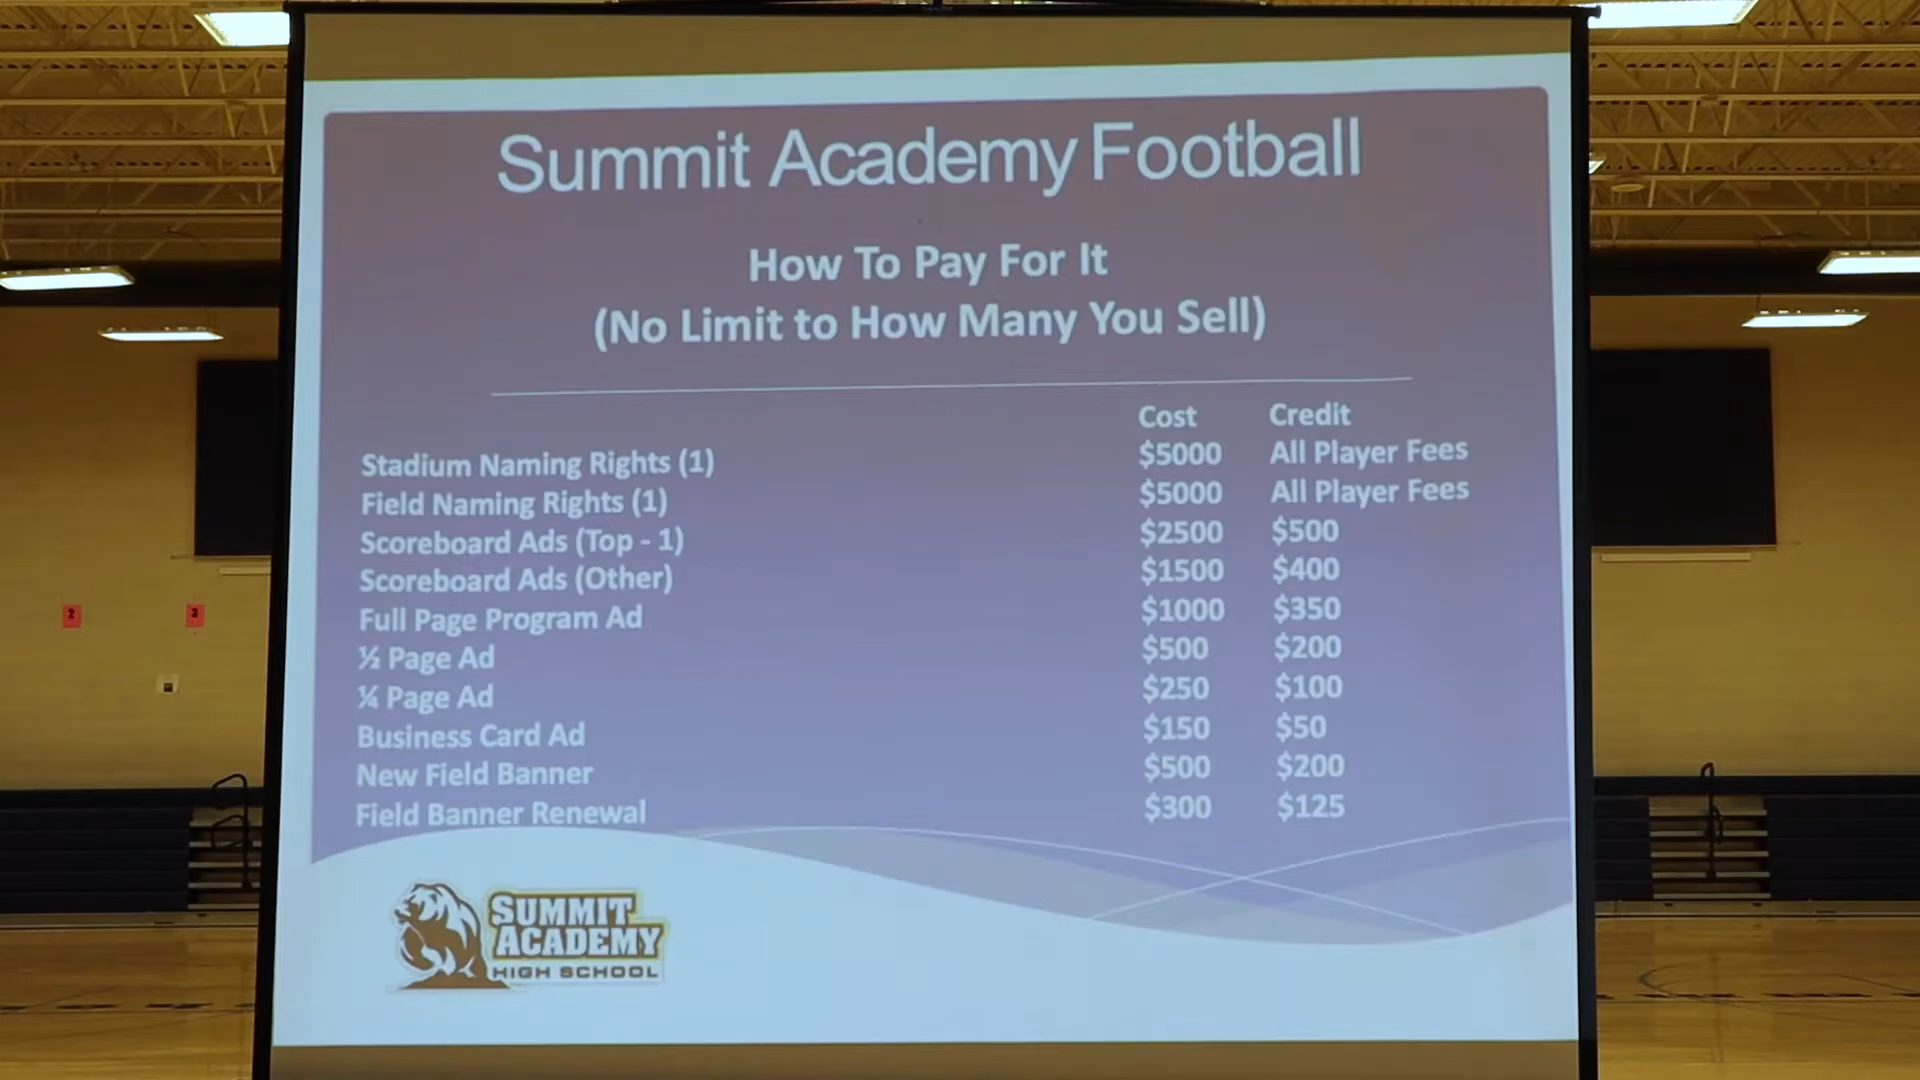 Summit Academy Football
How To Pay For It
(No Limit to How Many You Sell)
Cost Credit
Stadium Naming Rights (1) $5000 All Player Fees
Field Naming Rights (1) $5000 All Player Fees
Scoreboard Ads (Top - 1) $2500 $500
Scoreboard Ads (Other) $1500 $400
Full Page Program Ad $1000 $350
½ Page Ad $500 $200
¼ Page Ad $250 $100
Business Card Ad $150 $50
New Field Banner $500 $200
Field Banner Renewal $300 $125
SUMMIT
ACADEMY
HIGH SCHOOL
2
3